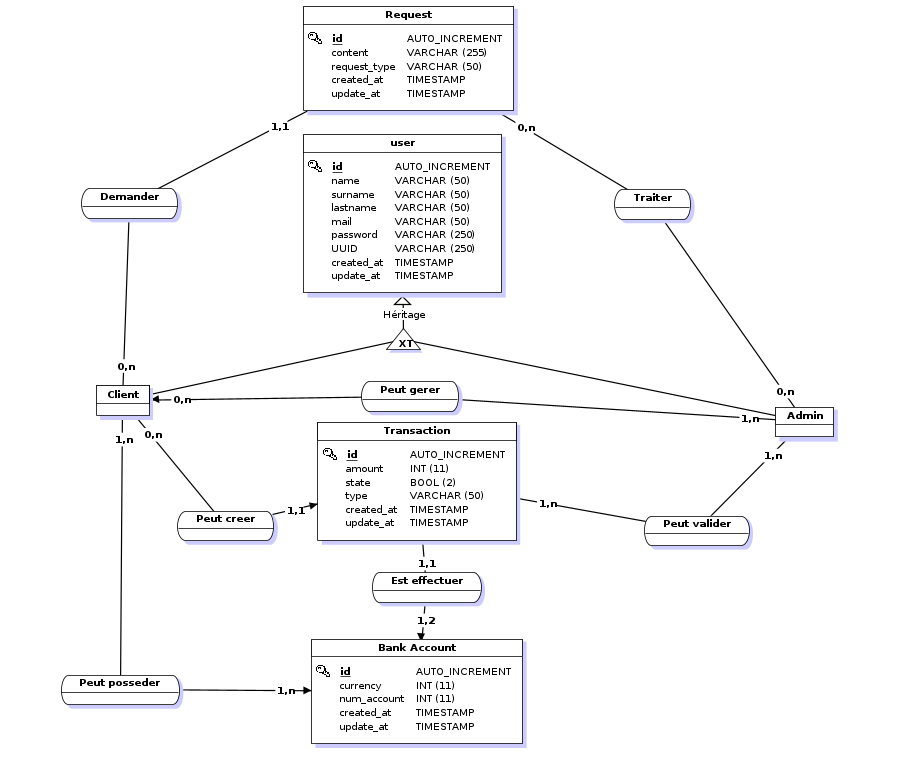 Request
id AUTO_INCREMENT
content VARCHAR (255)
request_type VARCHAR (50)
created_at TIMESTAMP
update_at TIMESTAMP
1,1
0,n
user
id AUTO_INCREMENT
name VARCHAR (50)
surname VARCHAR (50)
lastname VARCHAR (50)
mail VARCHAR (50)
password VARCHAR (250)
UUID VARCHAR (250)
created_at TIMESTAMP
update_at TIMESTAMP
Demander
Traiter
Héritage
XT
0,n
Client
Peut gerer
0,n
0,n
1,n
Admin
1,n
0,n
Transaction
id AUTO_INCREMENT
amount INT (11)
state BOOL (2)
type VARCHAR (50)
created_at TIMESTAMP
update_at TIMESTAMP
1,n
1,n
1,1
Peut creer
Peut valider
1,1
Est effectuer
1,2
Bank Account
id AUTO_INCREMENT
currency INT (11)
num_account INT (11)
created_at TIMESTAMP
update_at TIMESTAMP
Peut posseder
1,n